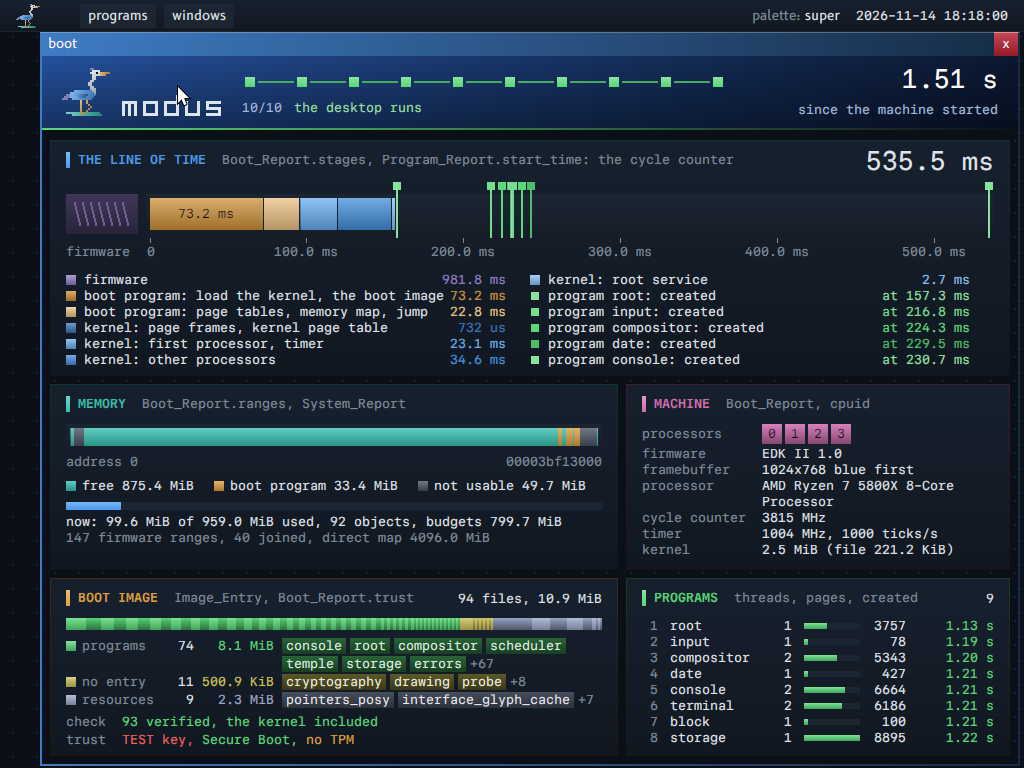 programs windows palette: super 2026-11-14 18:18:00
boot x
MODUS 10/10 the desktop runs
1.51 s
since the machine started
THE LINE OF TIME Boot_Report.stages, Program_Report.start_time: the cycle counter 535.5 ms
73.2 ms
firmware 0 100.0 ms 200.0 ms 300.0 ms 400.0 ms 500.0 ms
firmware 981.8 ms kernel: root service 2.7 ms
boot program: load the kernel, the boot image 73.2 ms program root: created at 157.3 ms
boot program: page tables, memory map, jump 22.8 ms program input: created at 216.8 ms
kernel: page frames, kernel page table 732 us program compositor: created at 224.3 ms
kernel: first processor, timer 23.1 ms program date: created at 229.5 ms
kernel: other processors 34.6 ms program console: created at 230.7 ms
MEMORY Boot_Report.ranges, System_Report
address 0 00003bf13000
free 875.4 MiB boot program 33.4 MiB not usable 49.7 MiB
now: 99.6 MiB of 959.0 MiB used, 92 objects, budgets 799.7 MiB
147 firmware ranges, 40 joined, direct map 4096.0 MiB
MACHINE Boot_Report, cpuid
processors 0 1 2 3
firmware EDK II 1.0
framebuffer 1024x768 blue first
processor AMD Ryzen 7 5800X 8-Core
Processor
cycle counter 3815 MHz
timer 1004 MHz, 1000 ticks/s
kernel 2.5 MiB (file 221.2 KiB)
BOOT IMAGE Image_Entry, Boot_Report.trust 94 files, 10.9 MiB
programs 74 8.1 MiB console root compositor scheduler
temple storage errors +67
no entry 11 500.9 KiB cryptography drawing probe +8
resources 9 2.3 MiB pointers_posy interface_glyph_cache +7
check 93 verified, the kernel included
trust TEST key, Secure Boot, no TPM
PROGRAMS threads, pages, created 9
1 root 1 3757 1.13 s
2 input 1 78 1.19 s
3 compositor 2 5343 1.20 s
4 date 1 427 1.21 s
5 console 2 6664 1.21 s
6 terminal 2 6186 1.21 s
7 block 1 100 1.21 s
8 storage 1 8895 1.22 s